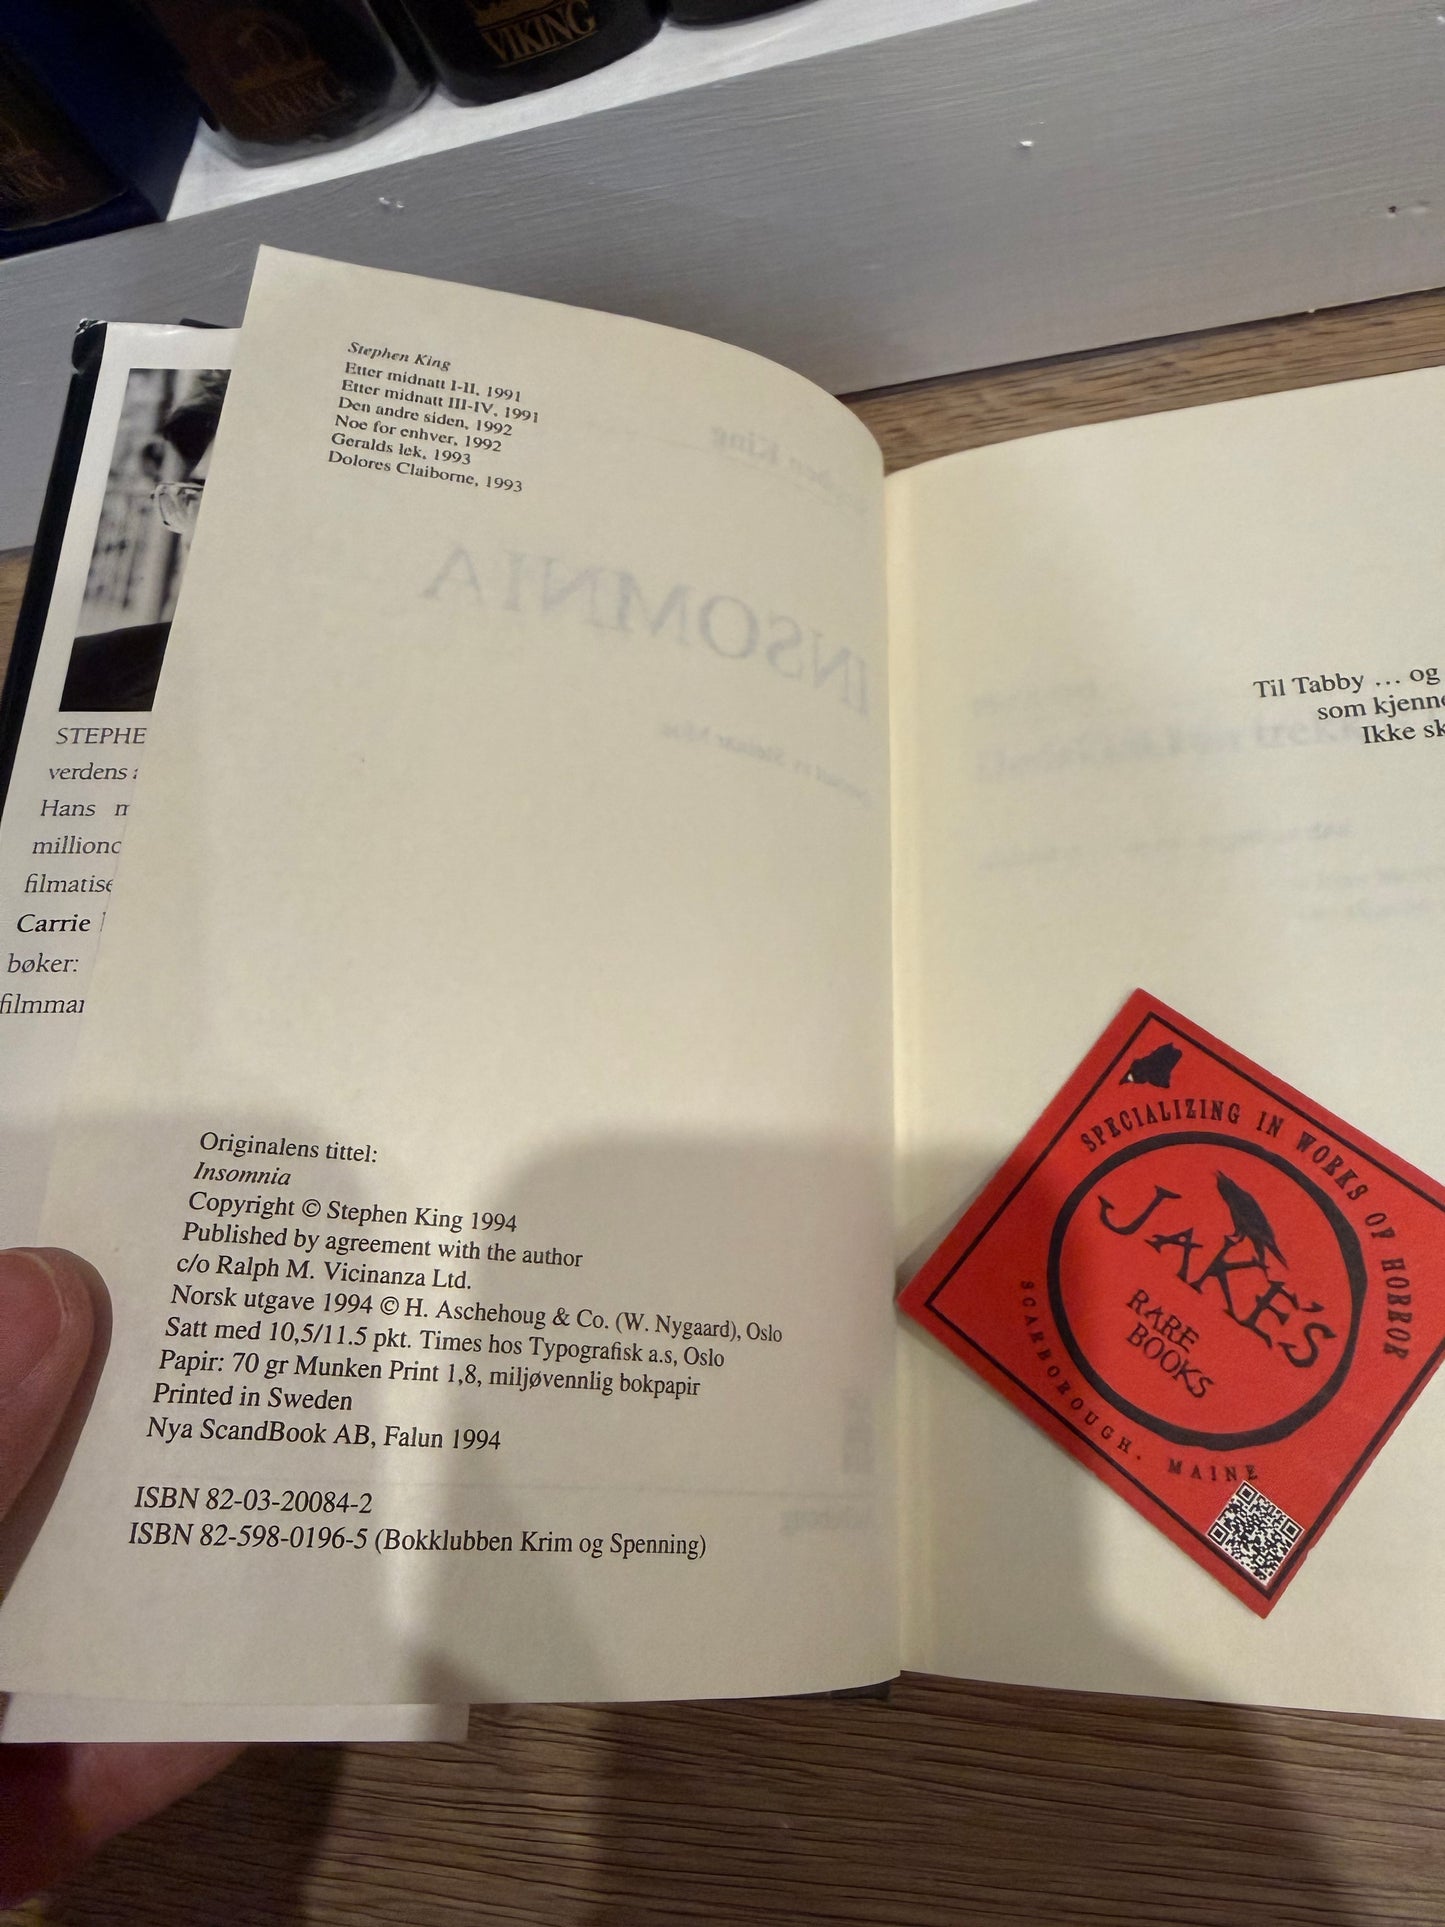 VIKING
VIKING
Stephen King
Etter midnatt I-II, 1991
Etter midnatt III-IV, 1991
Den andre siden, 1992
Noe for enhver, 1992
Geralds lek, 1993
Dolores Claiborne, 1993
INSOMNIA
STEPHE
verdens
Hans m
millionc
filmatise
Carrie
bøker:
filmmar
Originalens tittel:
Insomnia
Copyright © Stephen King 1994
Published by agreement with the author
c/o Ralph M. Vicinanza Ltd.
Norsk utgave 1994 © H. Aschehoug & Co. (W. Nygaard), Oslo
Satt med 10,5/11.5 pkt. Times hos Typografisk a.s, Oslo
Papir: 70 gr Munken Print 1,8, miljøvennlig bokpapir
Printed in Sweden
Nya ScandBook AB, Falun 1994
ISBN 82-03-20084-2
ISBN 82-598-0196-5 (Bokklubben Krim og Spenning)
Til Tabby ... og
som kjenne
Ikke sk
SPECIALIZING IN WORKS OF HORROR
JAKE'S
RARE
BOOKS
SCARBOROUGH, MAINE